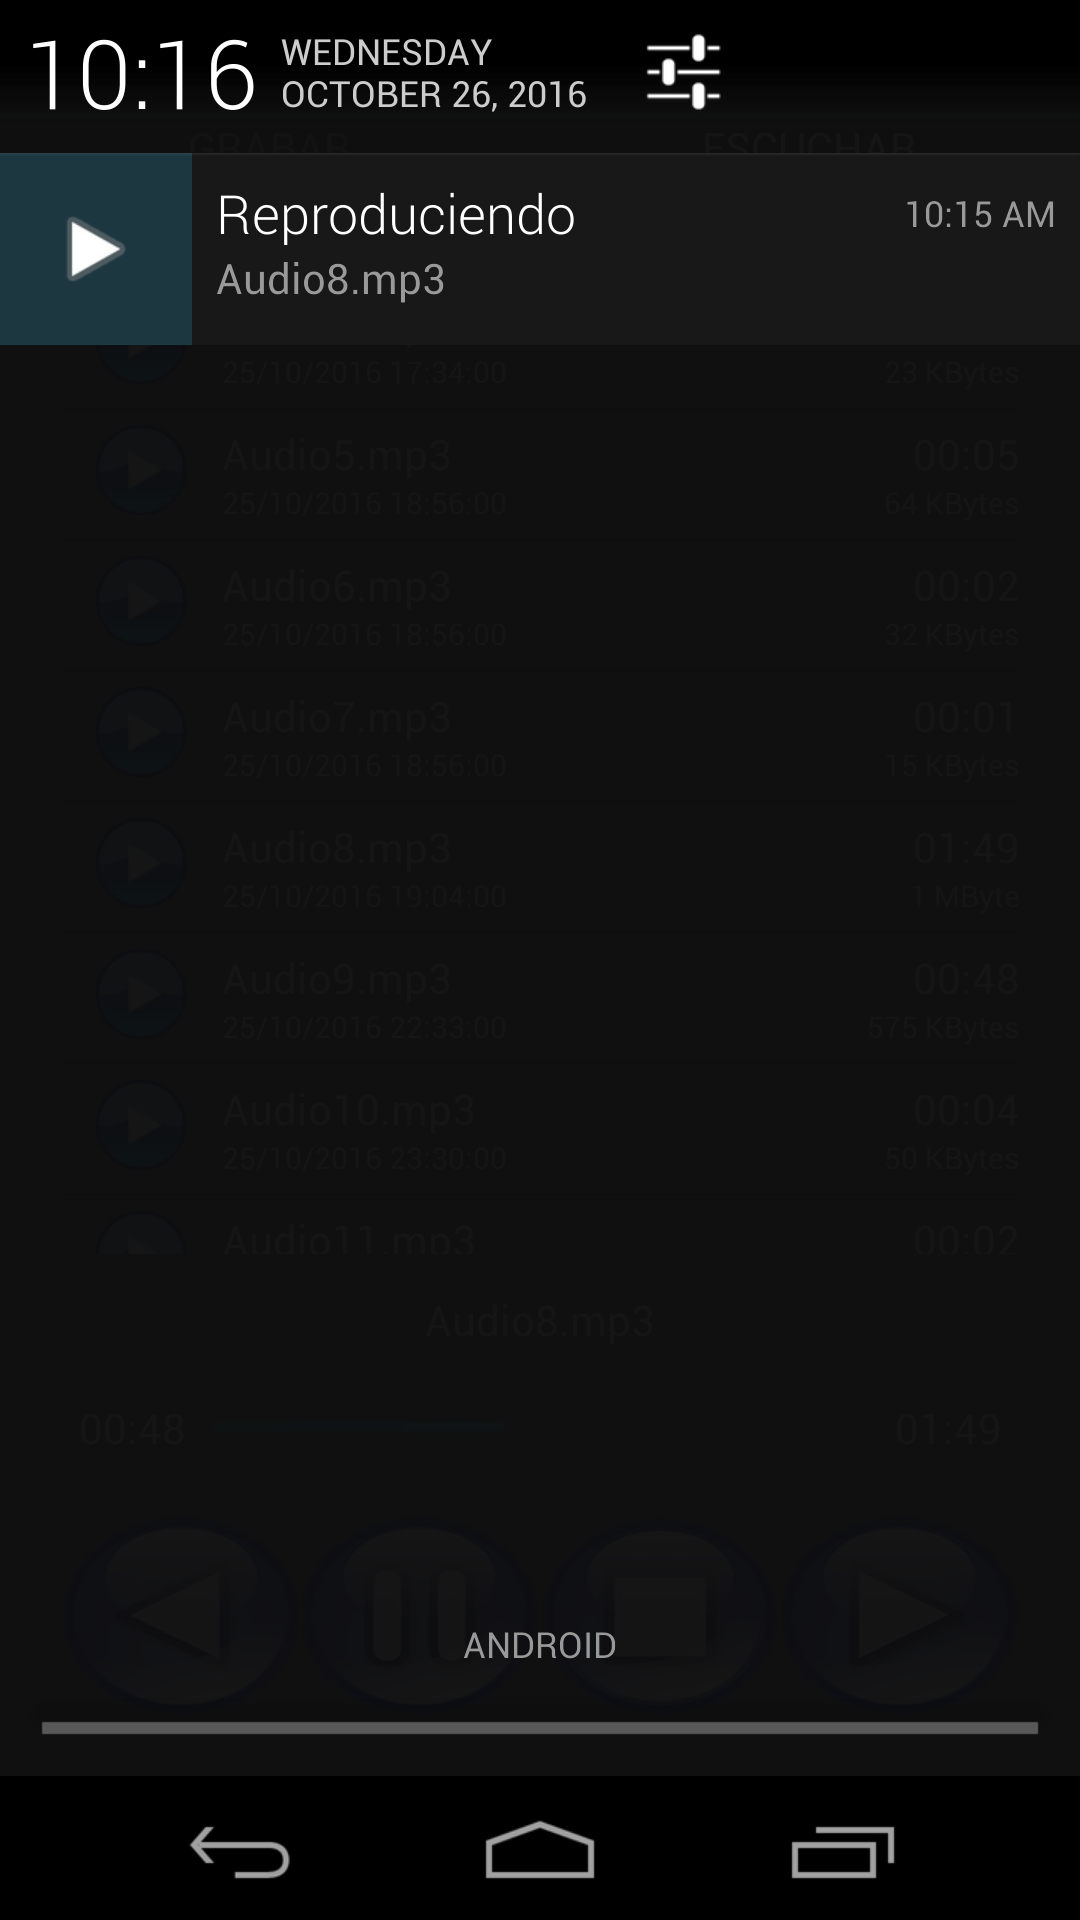 10:16
WEDNESDAY
OCTOBER 26, 2016
GRABAR ESCUCHAR
Reproduciendo 10:15 AM
Audio8.mp3
25/10/2016 17:34:00 23 KBytes
Audio5.mp3 00:05
25/10/2016 18:56:00 64 KBytes
Audio6.mp3 00:02
25/10/2016 18:56:00 32 KBytes
Audio7.mp3 00:01
25/10/2016 18:56:00 15 KBytes
Audio8.mp3 01:49
25/10/2016 19:04:00 1 MByte
Audio9.mp3 00:48
25/10/2016 22:33:00 575 KBytes
Audio10.mp3 00:04
25/10/2016 23:30:00 50 KBytes
Audio11.mp3 00:02
Audio8.mp3
00:48 01:49
ANDROID